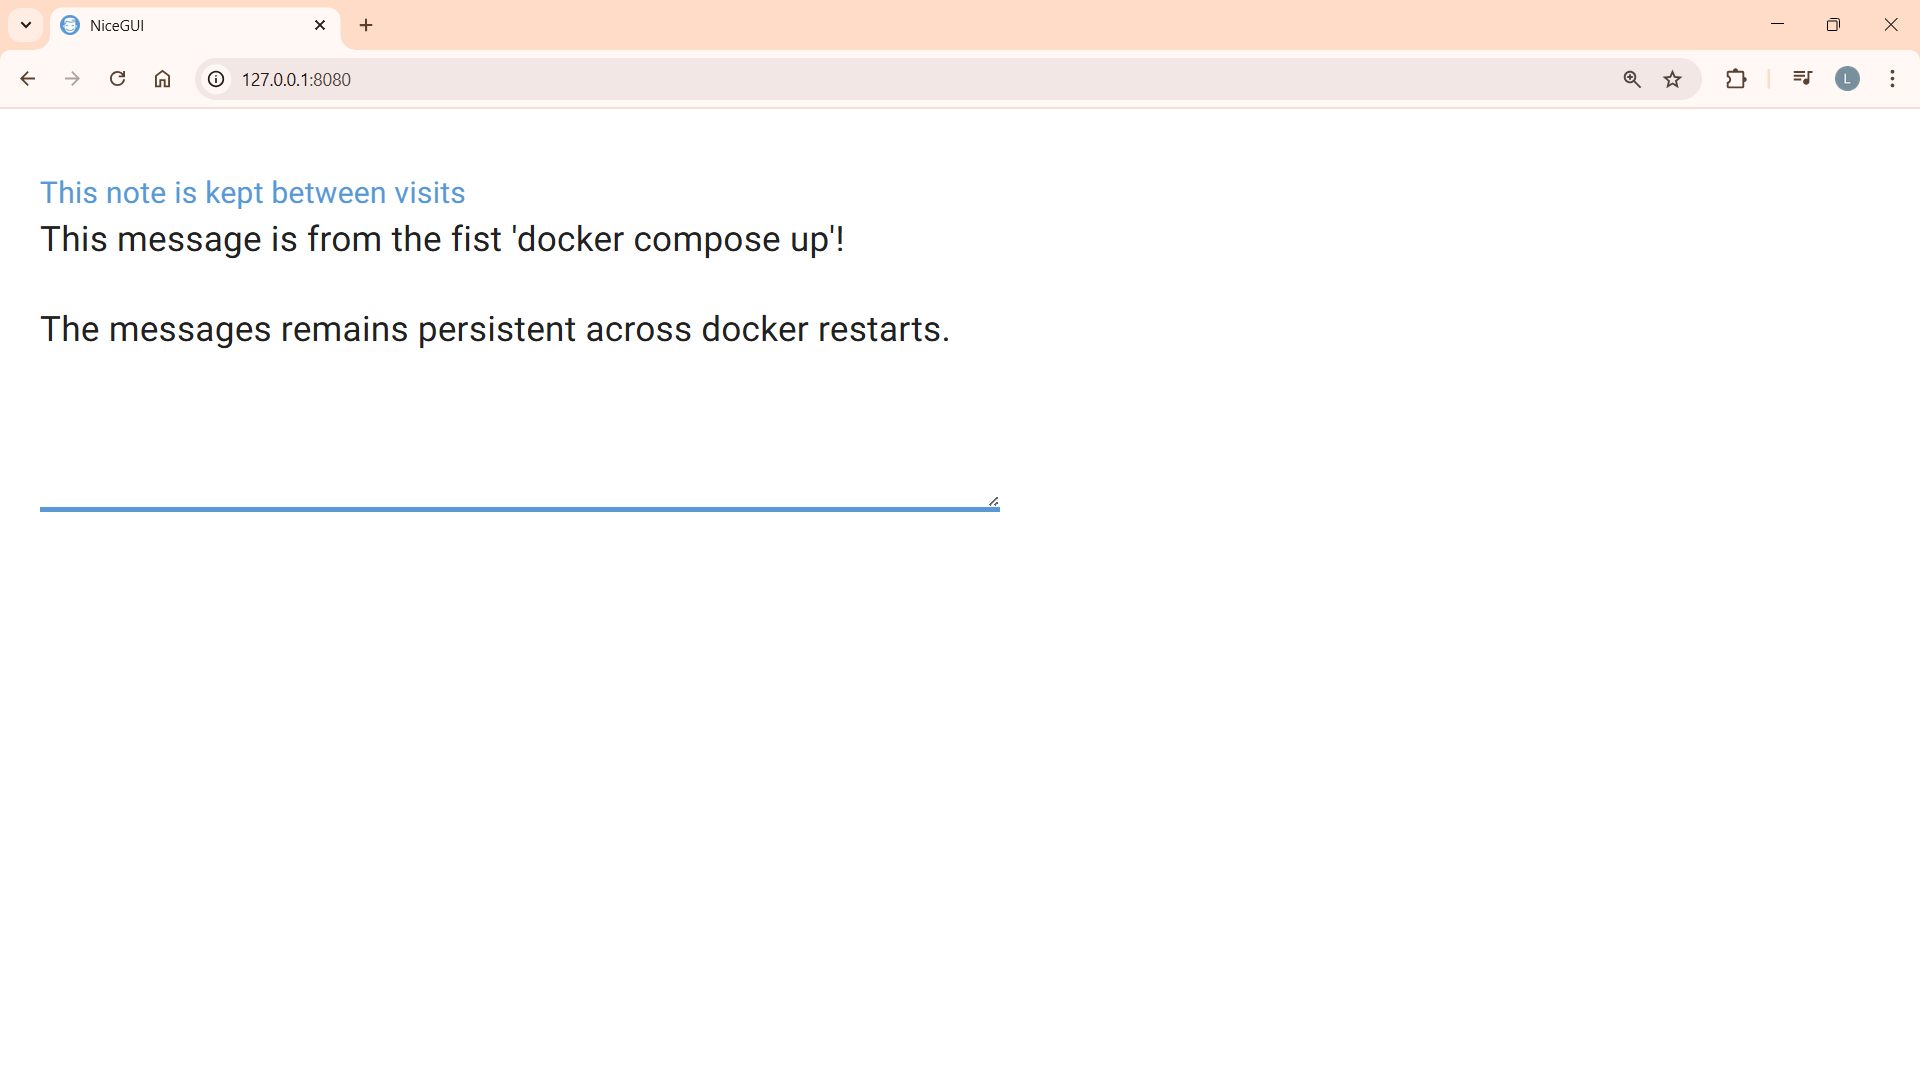 NiceGUI
127.0.0.1:8080
L
This note is kept between visits
This message is from the fist 'docker compose up'!
The messages remains persistent across docker restarts.